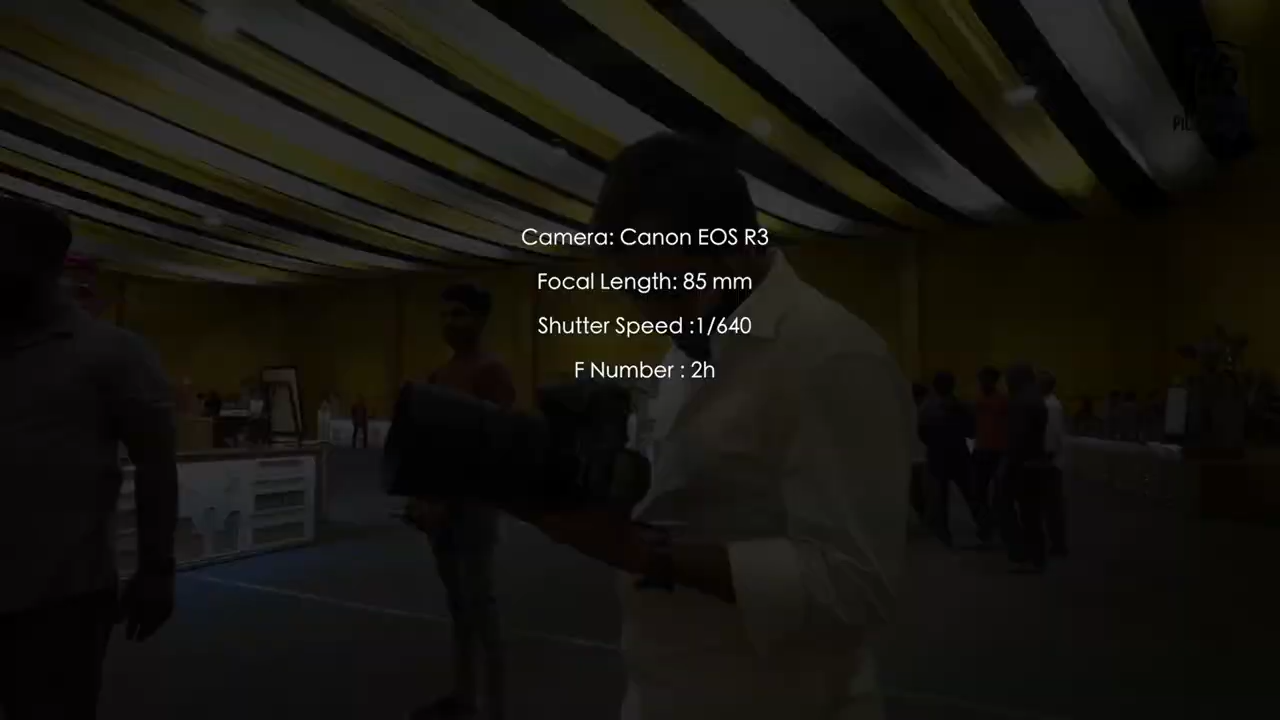 Camera: Canon EOS R3
Focal Length: 85 mm
Shutter Speed :1/640
F Number : 2h